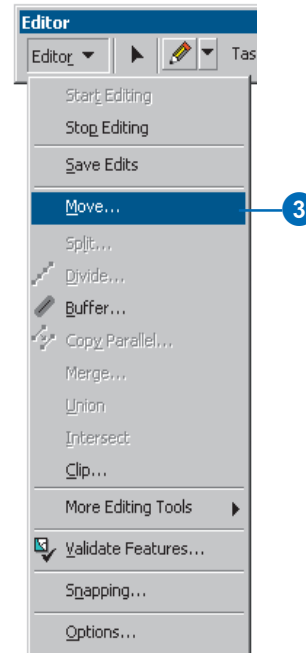 Editor
Editor Tas
Start Editing
Stop Editing
Save Edits
Move...
3
Split...
Divide...
Buffer...
Copy Parallel...
Merge...
Union
Intersect
Clip...
More Editing Tools
Validate Features...
Snapping...
Options...